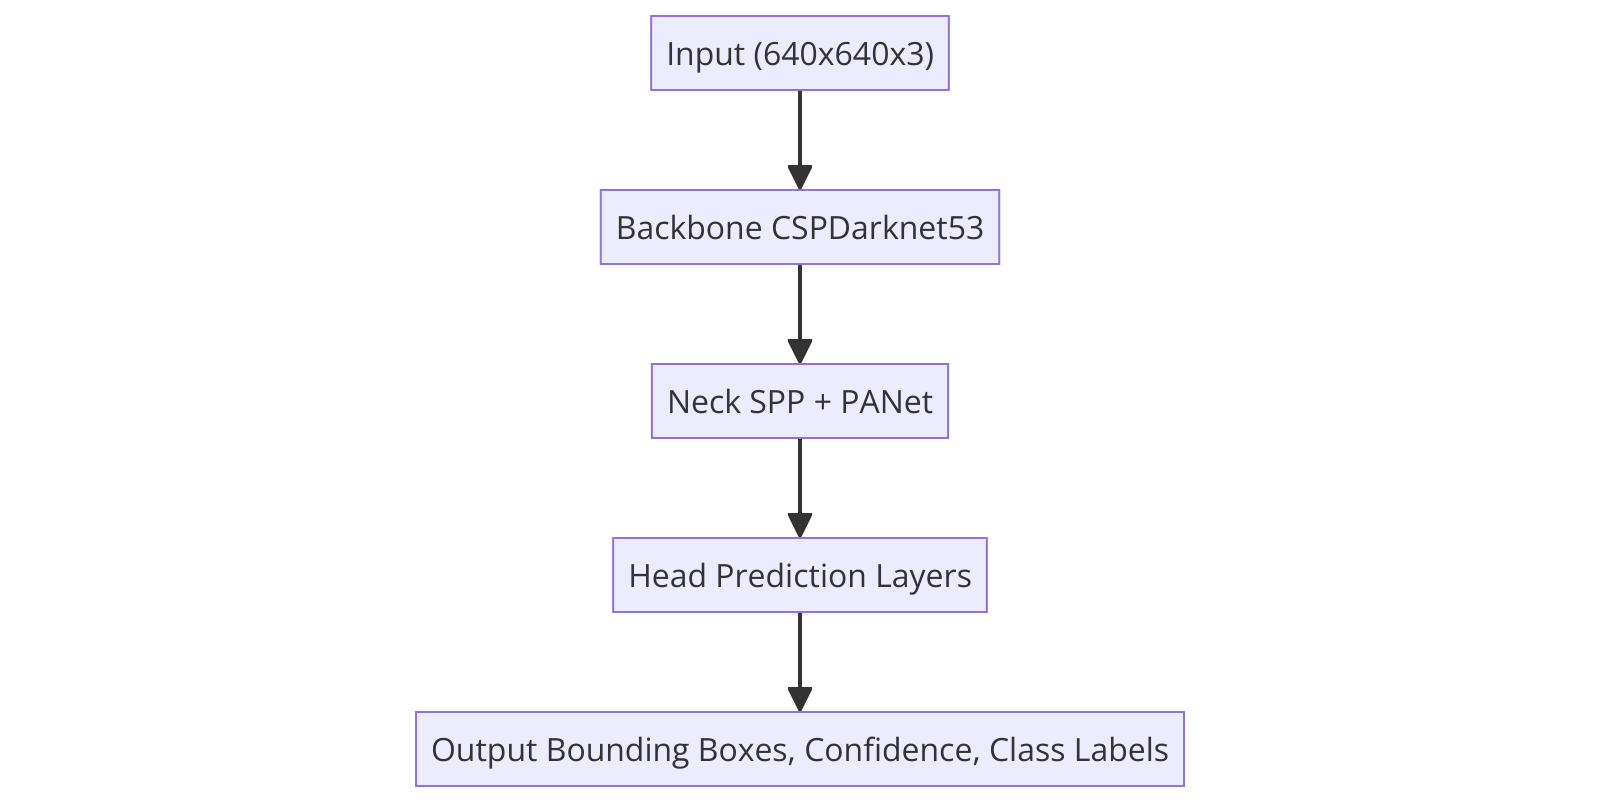 Input (640x640x3)
Backbone CSPDarknet53
Neck SPP + PANet
Head Prediction Layers
Output Bounding Boxes, Confidence, Class Labels